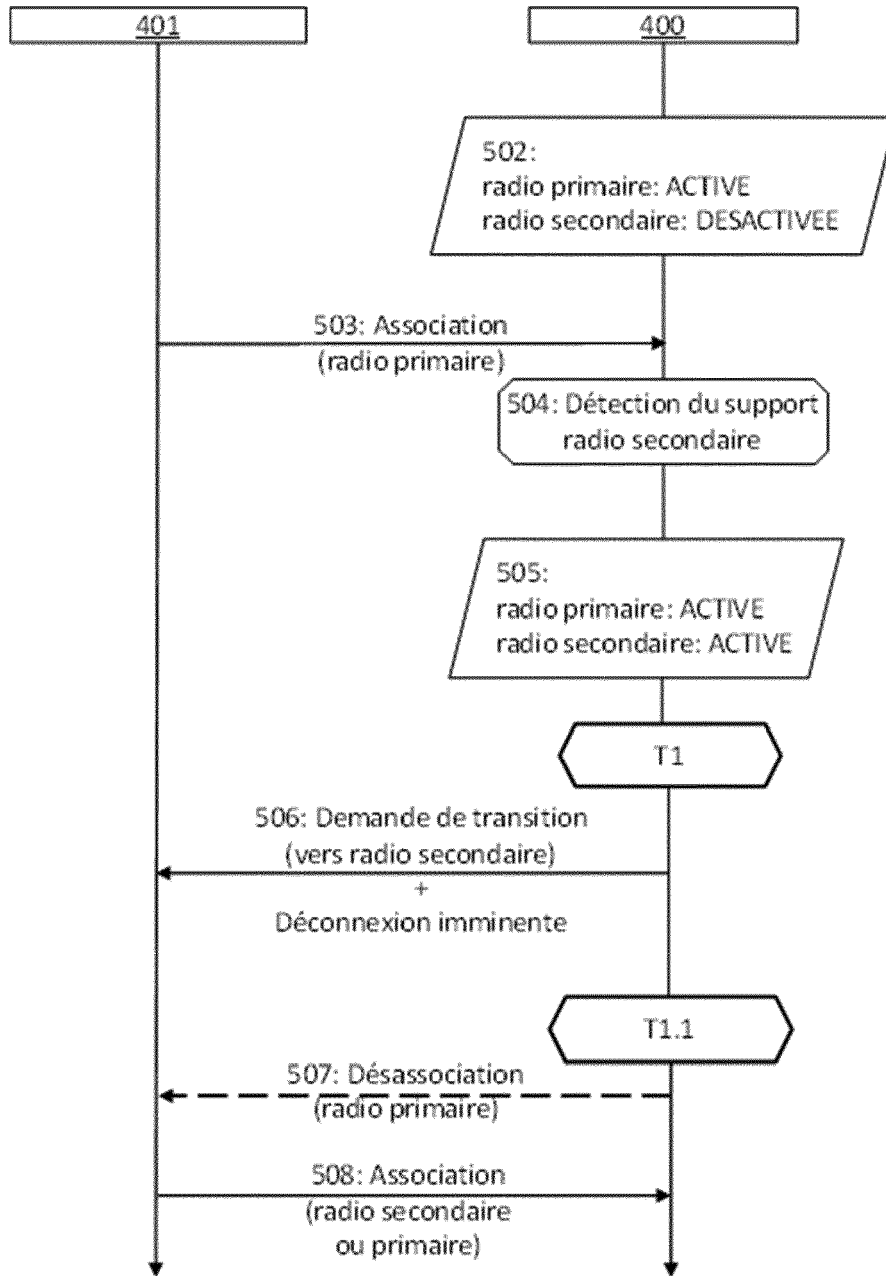 401
400
502:
radio primaire: ACTIVE
radio secondaire: DESACTIVEE
503: Association
(radio primaire)
504: Détection du support
radio secondaire
505:
radio primaire: ACTIVE
radio secondaire: ACTIVE
T1
506: Demande de transition
(vers radio secondaire)
+
Déconnexion imminente
T1.1
507: Désassociation
(radio primaire)
508: Association
(radio secondaire
ou primaire)